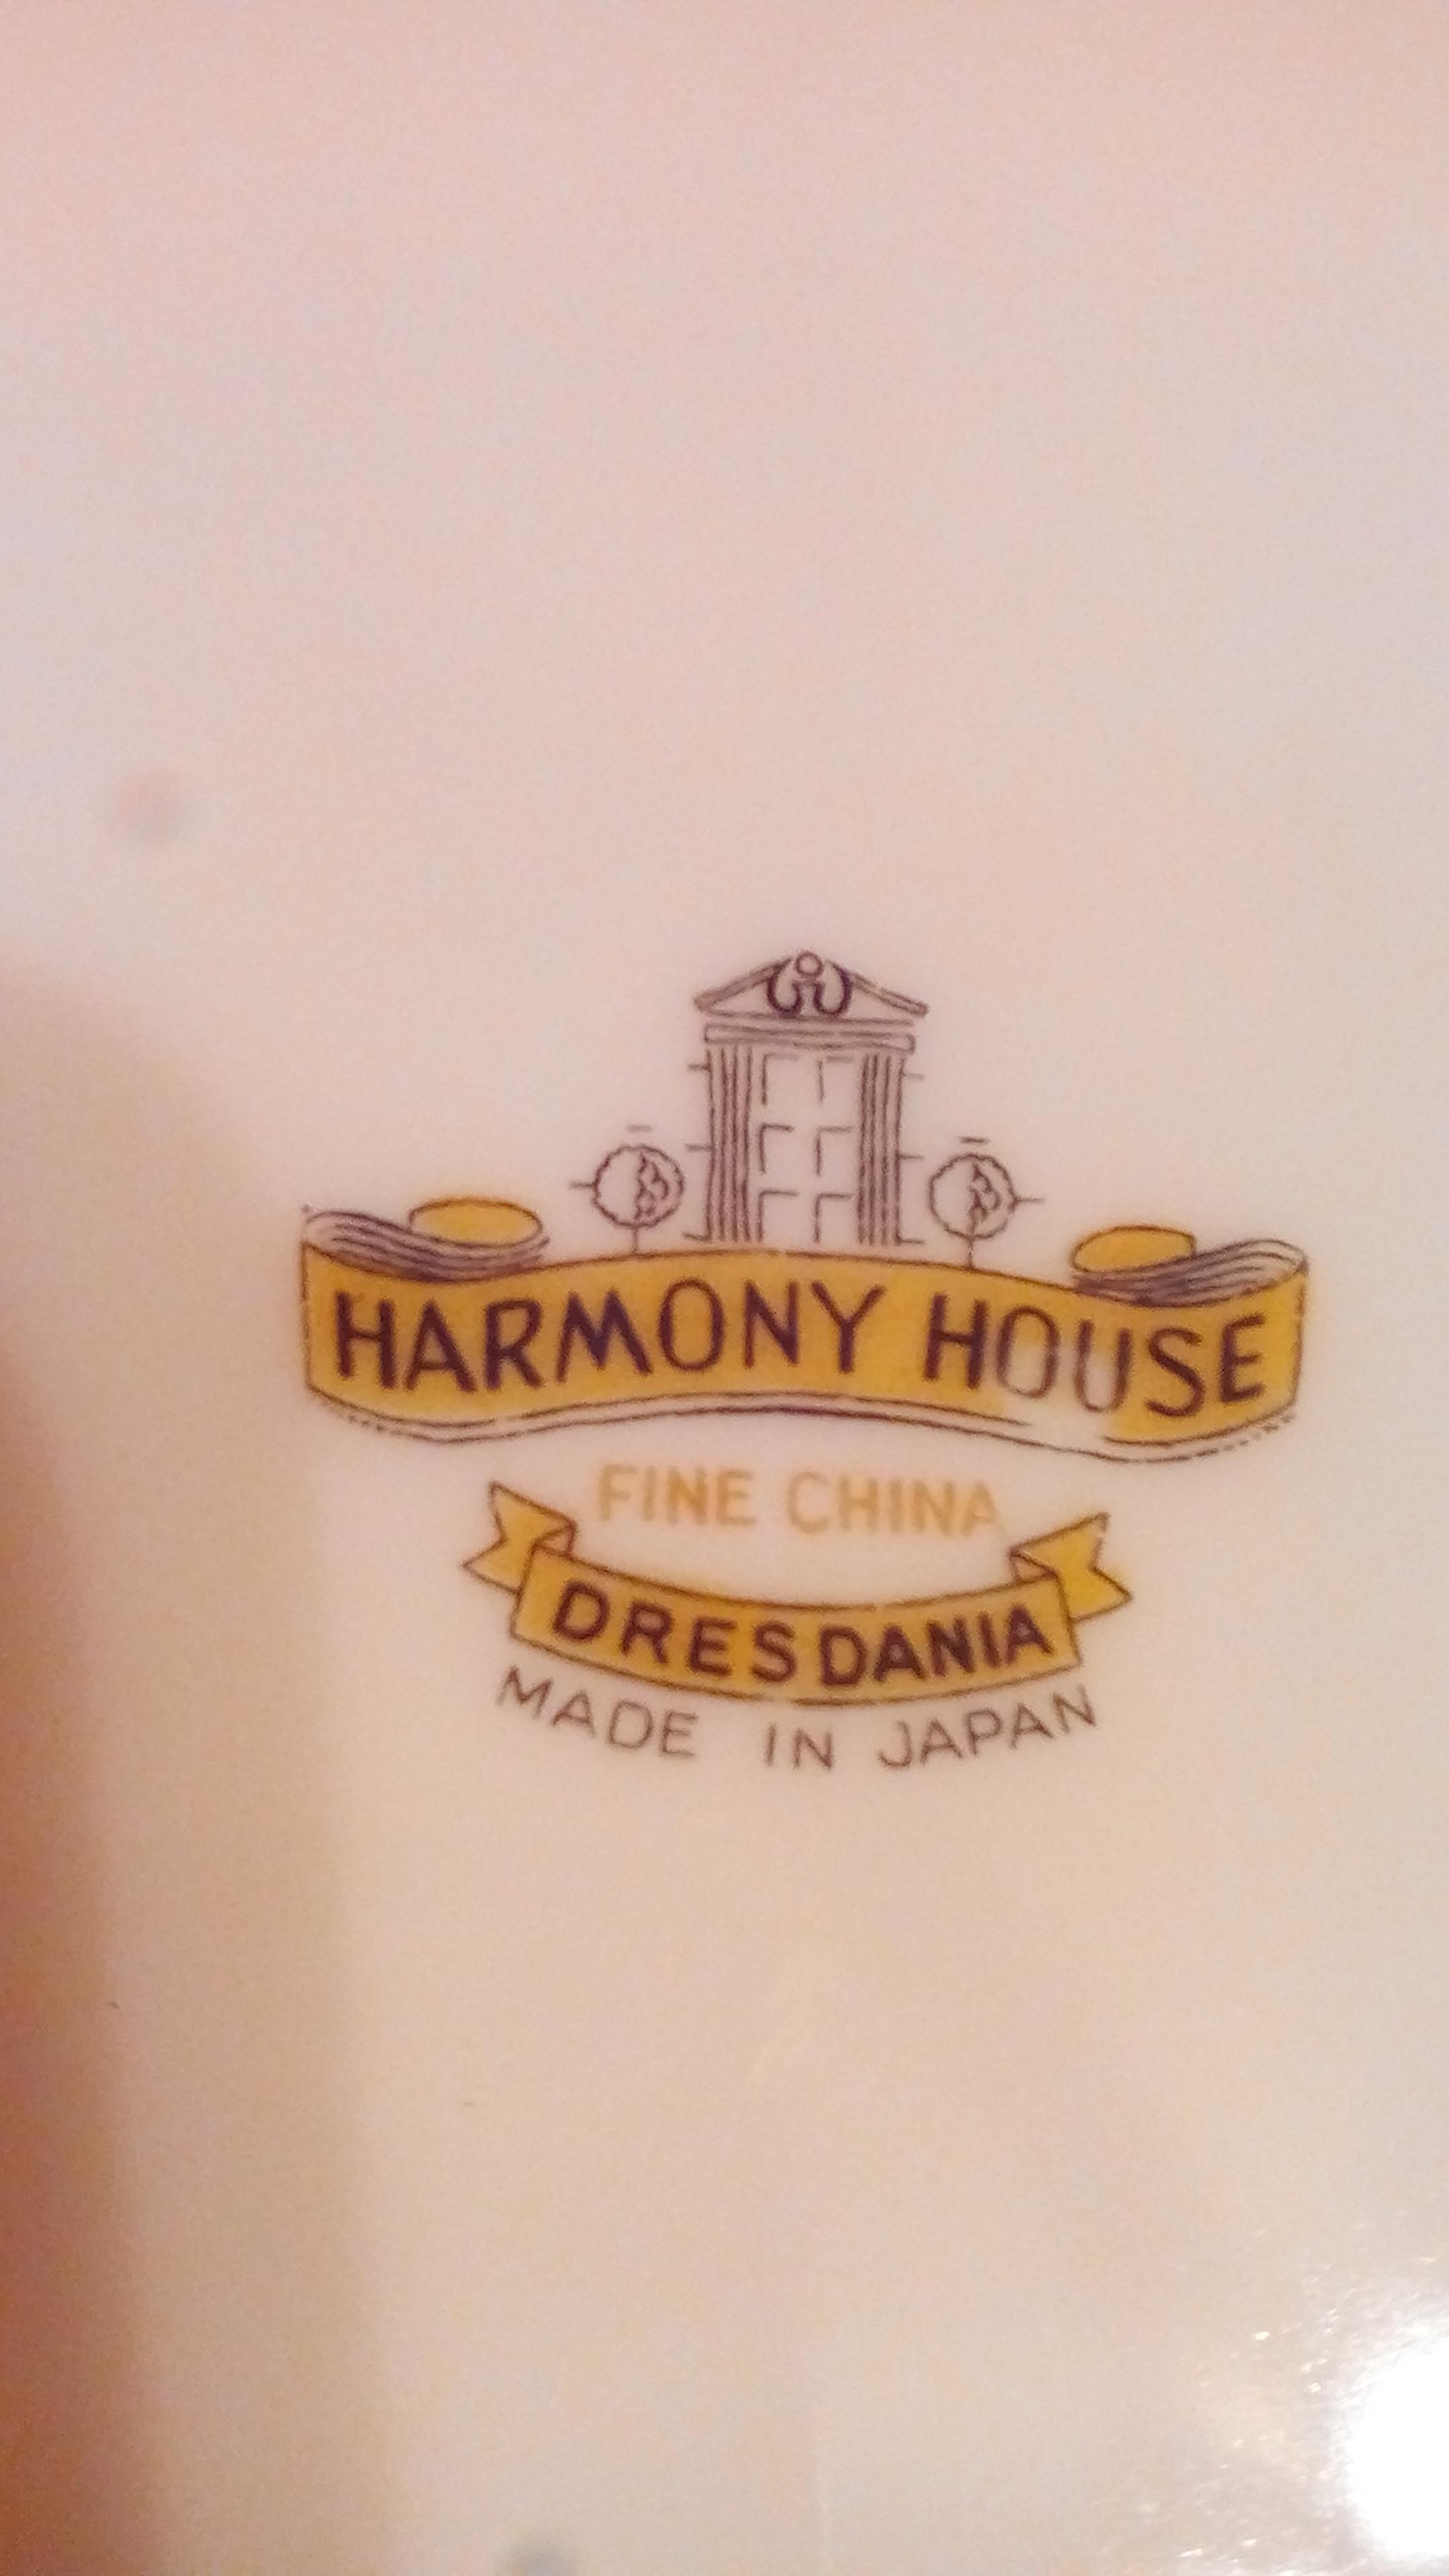 HARMONY HOUSE
FINE CHINA
DRESDANIA
MADE IN JAPAN